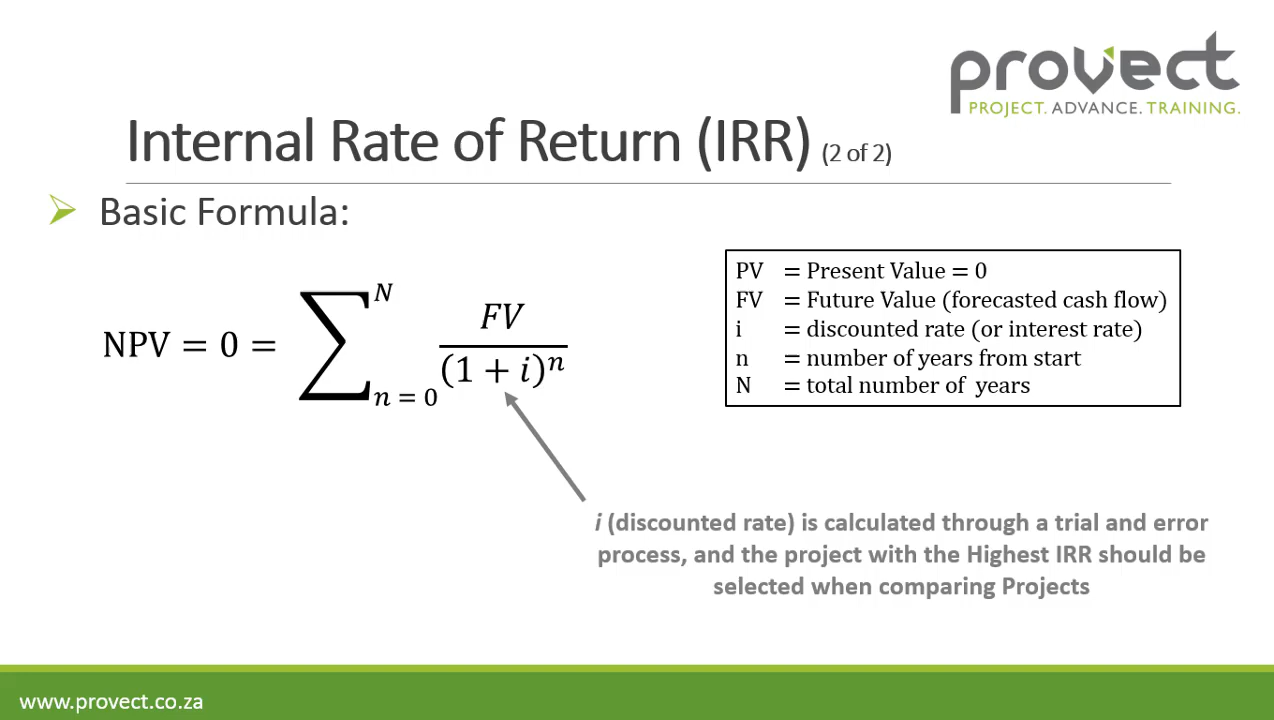 provect
PROJECT. ADVANCE. TRAINING.
Internal Rate of Return (IRR) (2 of 2)
Basic Formula:
NPV = 0 = ∑ N n = 0 FV / (1 + i)^n
PV = Present Value = 0
FV = Future Value (forecasted cash flow)
i = discounted rate (or interest rate)
n = number of years from start
N = total number of years
i (discounted rate) is calculated through a trial and error
process, and the project with the Highest IRR should be
selected when comparing Projects
www.provect.co.za